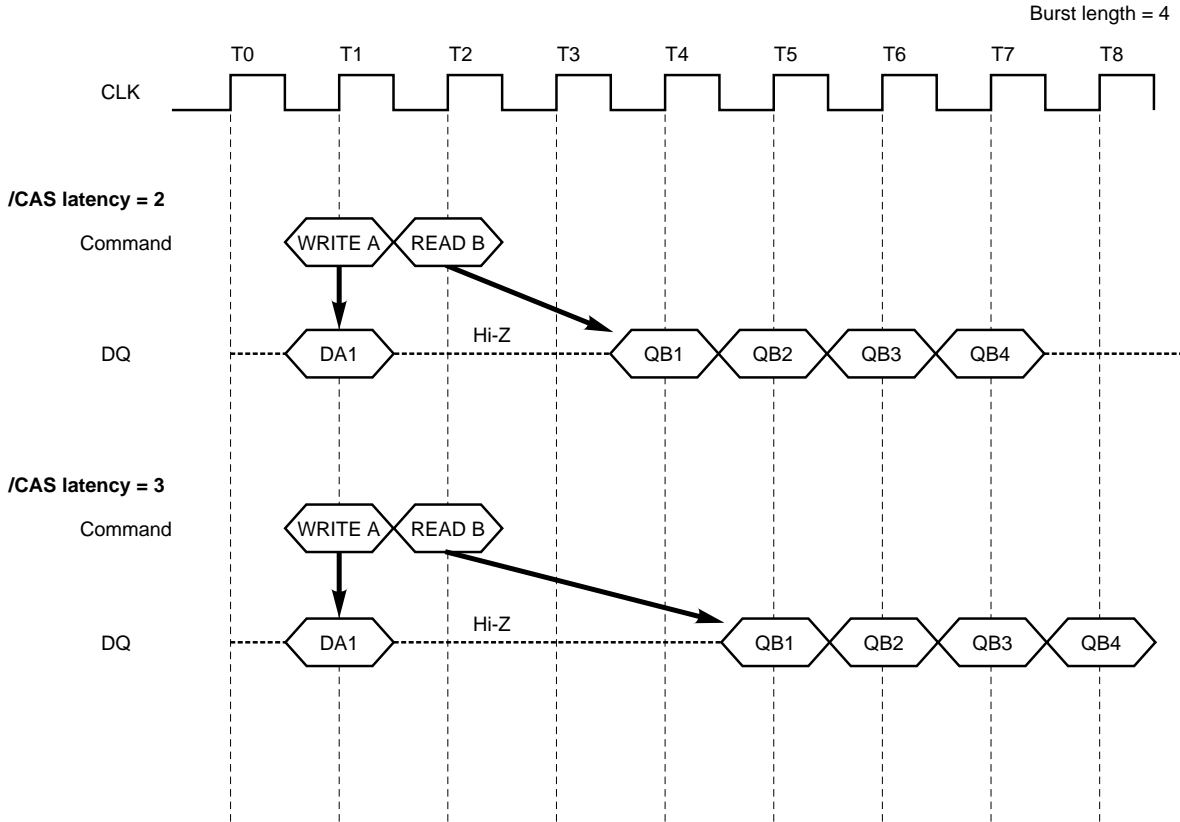 Burst length = 4
T0 T1 T2 T3 T4 T5 T6 T7 T8
CLK
/CAS latency = 2
Command WRITE A READ B
Hi-Z
DQ DA1 QB1 QB2 QB3 QB4
/CAS latency = 3
Command WRITE A READ B
Hi-Z
DQ DA1 QB1 QB2 QB3 QB4